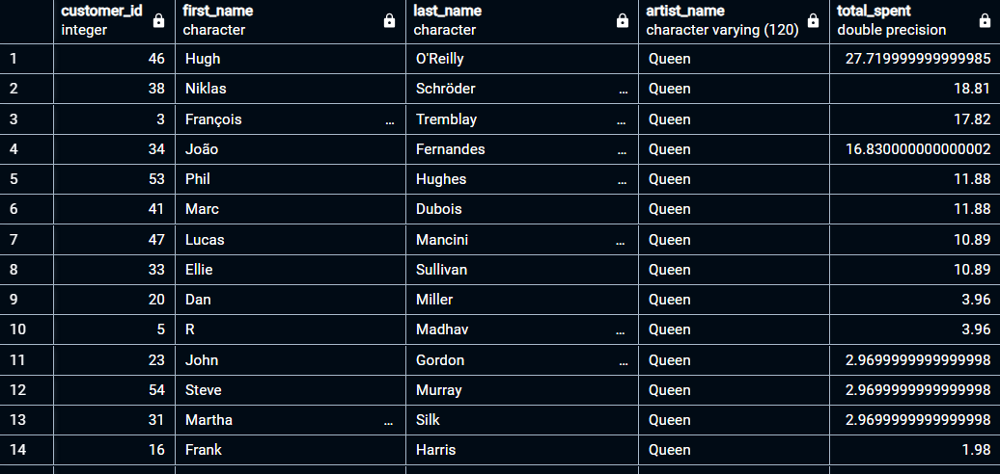 customer_id first_name last_name artist_name total_spent
integer character character character varying (120) double precision
1 46 Hugh O'Reilly Queen 27.719999999999985
2 38 Niklas Schröder … Queen 18.81
3 3 François … Tremblay … Queen 17.82
4 34 João Fernandes … Queen 16.830000000000002
5 53 Phil Hughes … Queen 11.88
6 41 Marc Dubois Queen 11.88
7 47 Lucas Mancini … Queen 10.89
8 33 Ellie Sullivan Queen 10.89
9 20 Dan Miller Queen 3.96
10 5 R Madhav … Queen 3.96
11 23 John Gordon … Queen 2.9699999999999998
12 54 Steve Murray Queen 2.9699999999999998
13 31 Martha … Silk Queen 2.9699999999999998
14 16 Frank Harris Queen 1.98